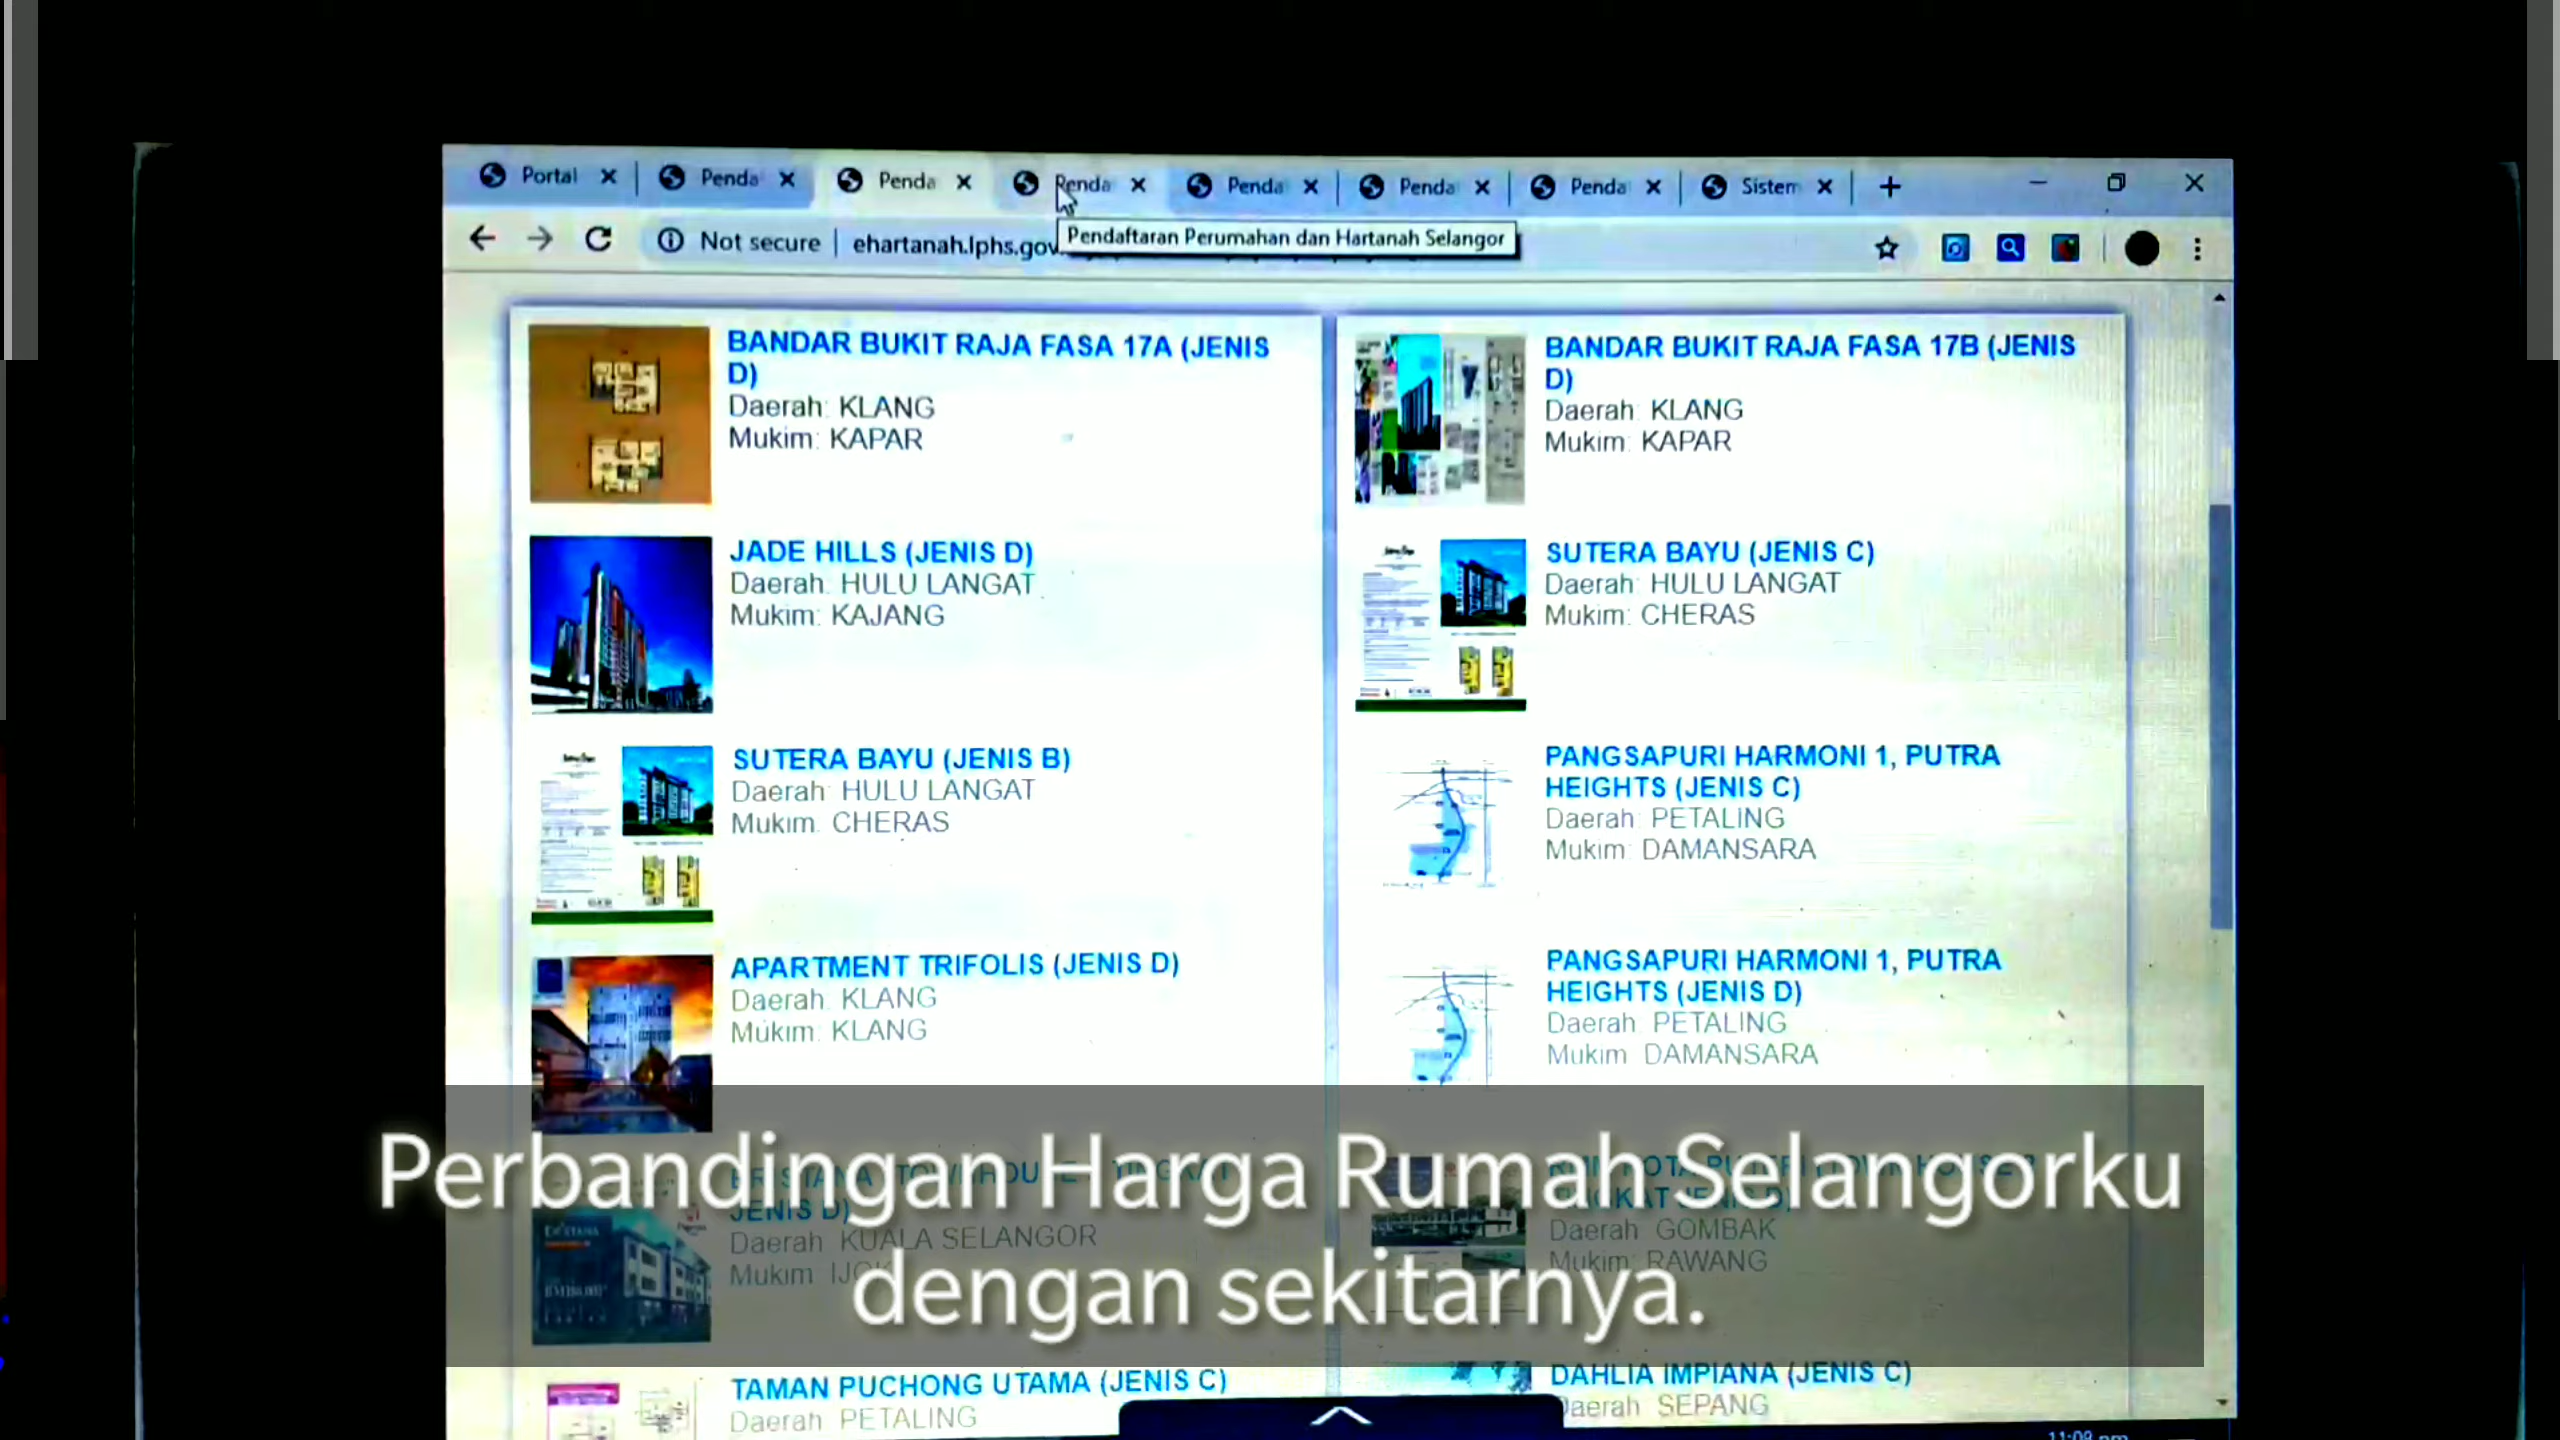 Portal
Penda
Penda
Penda
Penda
Penda
Penda
Sistem
Not secure
ehartanah.lphs.gov
Pendaftaran Perumahan dan Hartanah Selangor
BANDAR BUKIT RAJA FASA 17A (JENIS
D)
Daerah: KLANG
Mukim: KAPAR
BANDAR BUKIT RAJA FASA 17B (JENIS
D)
Daerah: KLANG
Mukim: KAPAR
JADE HILLS (JENIS D)
Daerah: HULU LANGAT
Mukim: KAJANG
SUTERA BAYU (JENIS C)
Daerah: HULU LANGAT
Mukim: CHERAS
SUTERA BAYU (JENIS B)
Daerah: HULU LANGAT
Mukim: CHERAS
PANGSAPURI HARMONI 1, PUTRA
HEIGHTS (JENIS C)
Daerah: PETALING
Mukim: DAMANSARA
APARTMENT TRIFOLIS (JENIS D)
Daerah: KLANG
Mukim: KLANG
PANGSAPURI HARMONI 1, PUTRA
HEIGHTS (JENIS D)
Daerah: PETALING
Mukim: DAMANSARA
Perbandingan Harga Rumah Selangorku
dengan sekitarnya.
JENIS D)
Daerah KUALA SELANGOR
Mukim
Daerah GOMBAK
Mukim: RAWANG
TAMAN PUCHONG UTAMA (JENIS C)
Daerah PETALING
DAHLIA IMPIANA (JENIS C)
Daerah SEPANG